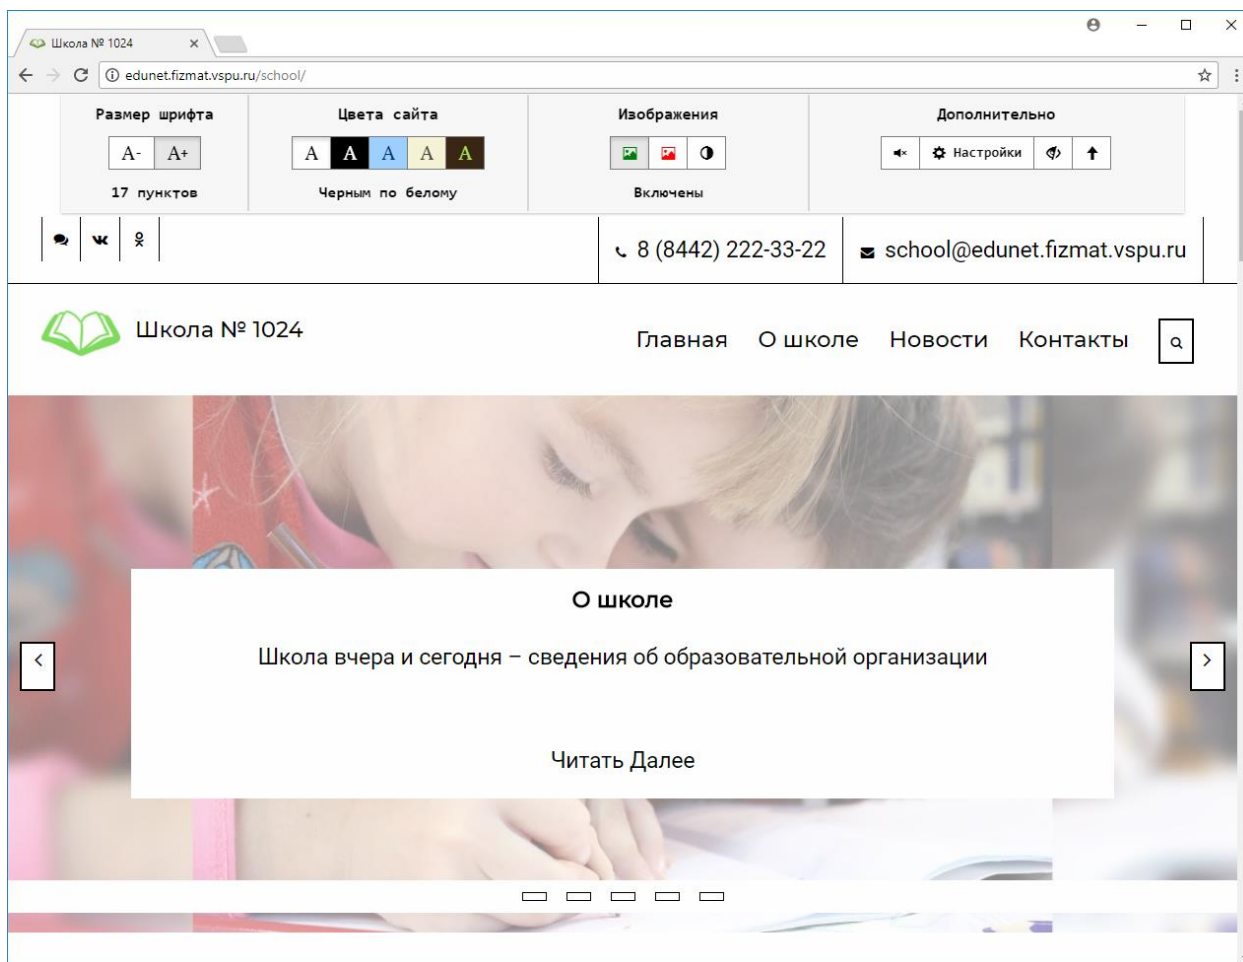 Школа № 1024
edunet.fizmat.vspu.ru/school/
Размер шрифта
Цвета сайта
Изображения
Дополнительно
A- A+
A A A A A
Настройки
17 пунктов
Черным по белому
Включены
8 (8442) 222-33-22
school@edunet.fizmat.vspu.ru
Школа № 1024
Главная О школе Новости Контакты
О школе
Школа вчера и сегодня – сведения об образовательной организации
Читать Далее